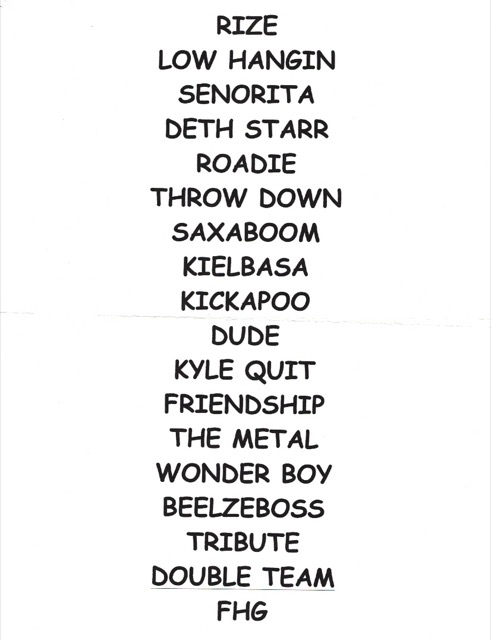 RIZE
LOW HANGIN
SENORITA
DETH STARR
ROADIE
THROW DOWN
SAXABOOM
KIELBASA
KICKAPOO
DUDE
KYLE QUIT
FRIENDSHIP
THE METAL
WONDER BOY
BEELZEBOSS
TRIBUTE
DOUBLE TEAM
FHG